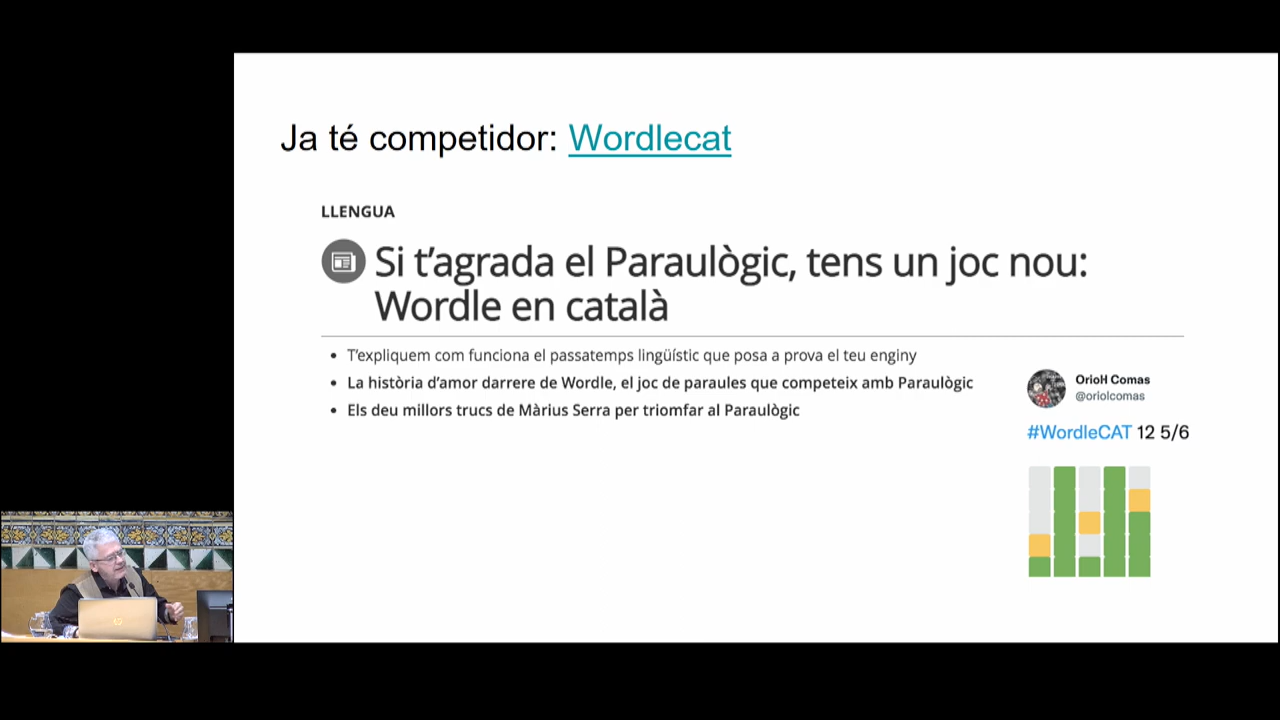 Ja té competidor: Wordlecat
LLENGUA
Si t’agrada el Paraulògic, tens un joc nou:
Wordle en català
• T’expliquem com funciona el passatemps lingüístic que posa a prova el teu enginy
• La història d’amor darrere de Wordle, el joc de paraules que competeix amb Paraulògic
• Els deu millors trucs de Màrius Serra per triomfar al Paraulògic
OriolH Comas
@oriolcomas
#WordleCAT 12 5/6